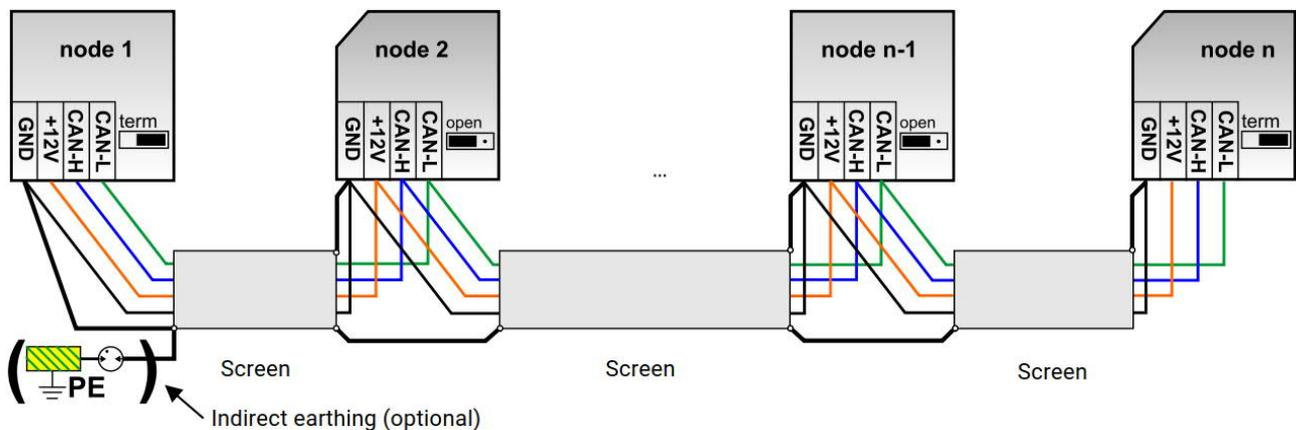 node 1
node 2
node n-1
node n
GND
+12V
CAN-H
CAN-L
term
GND
+12V
CAN-H
CAN-L
open
...
GND
+12V
CAN-H
CAN-L
open
GND
+12V
CAN-H
CAN-L
term
( PE )
Screen
Screen
Screen
Indirect earthing (optional)